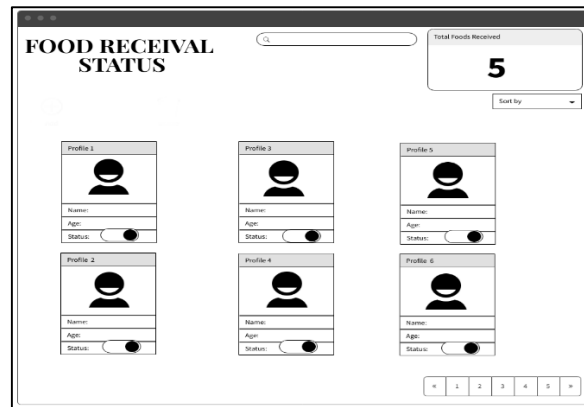 FOOD RECEIVAL
STATUS
Total Foods Received
5
Sort by
Profile 1
Name:
Age:
Status:
Profile 3
Name:
Age:
Status:
Profile 5
Name:
Age:
Status:
Profile 2
Name:
Age:
Status:
Profile 4
Name:
Age:
Status:
Profile 6
Name:
Age:
Status:
« 1 2 3 4 5 »